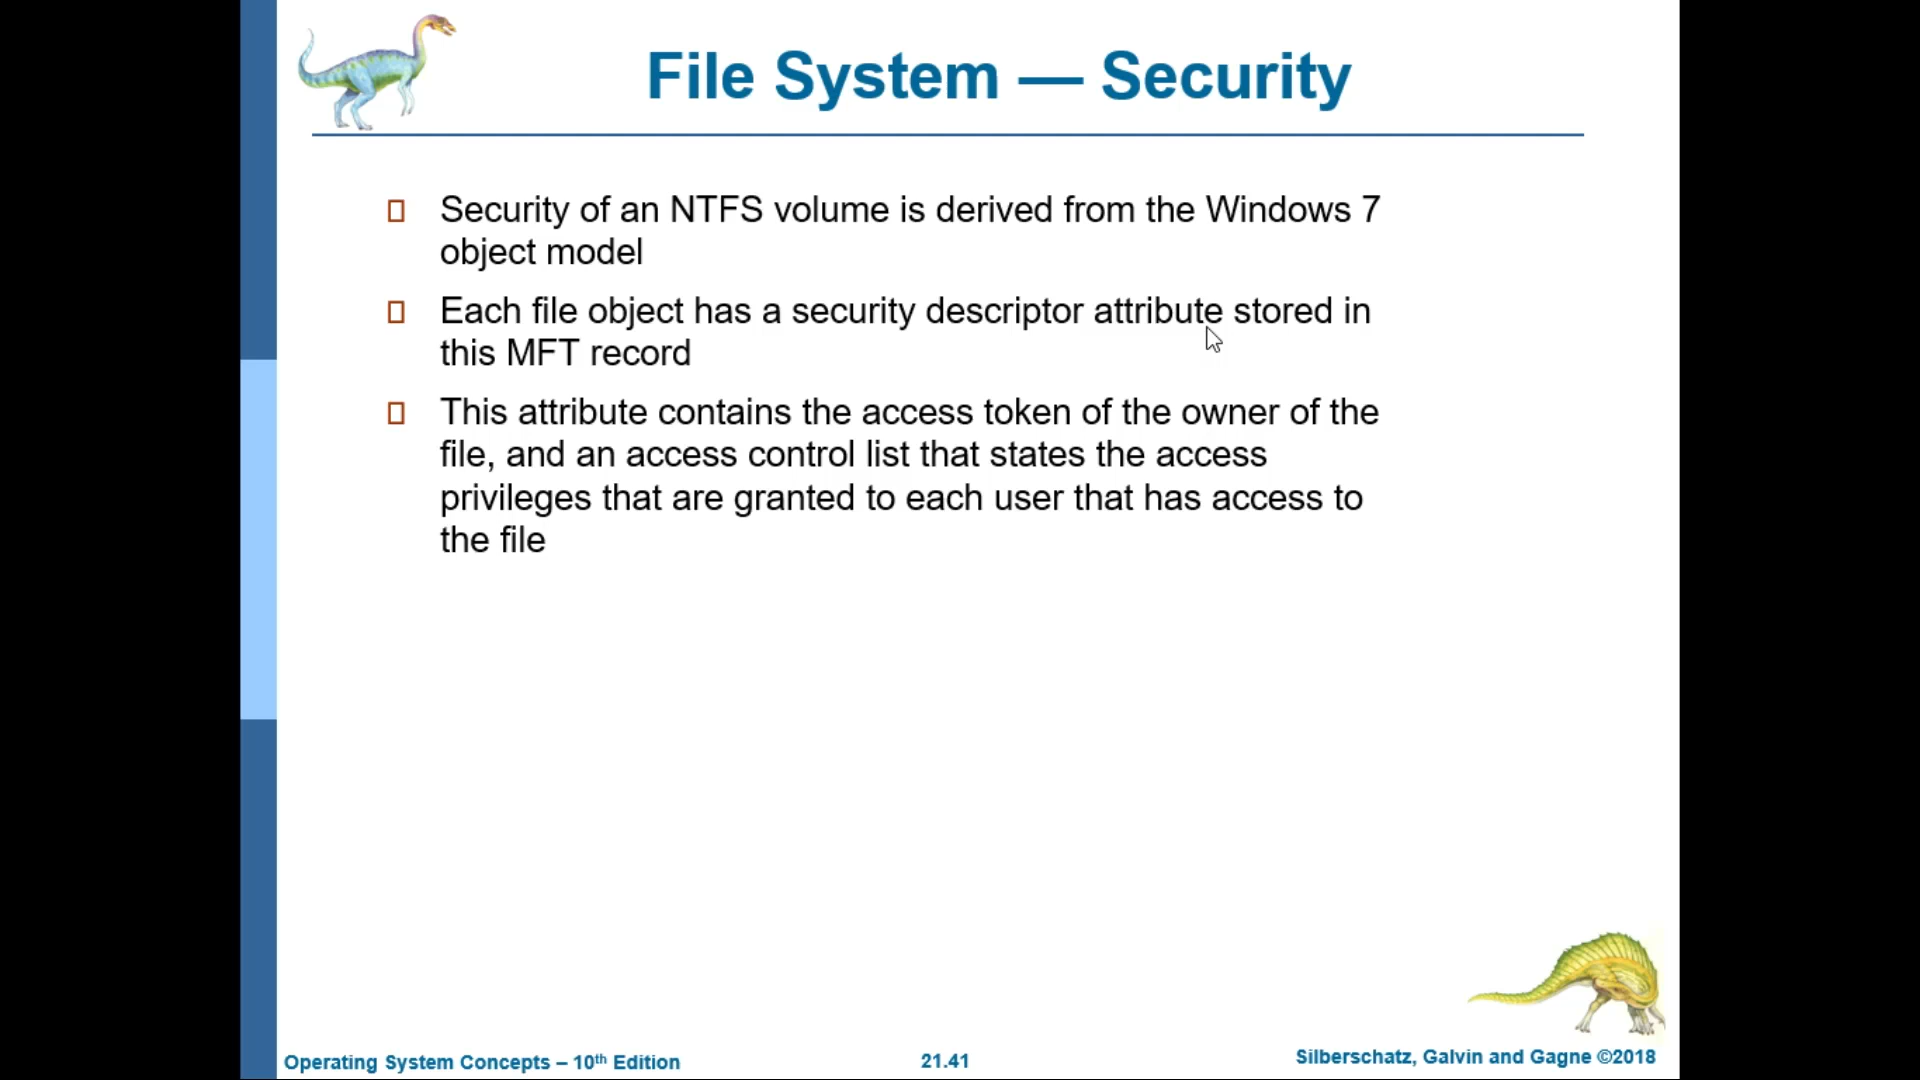 File System — Security
Security of an NTFS volume is derived from the Windows 7
object model
Each file object has a security descriptor attribute stored in
this MFT record
This attribute contains the access token of the owner of the
file, and an access control list that states the access
privileges that are granted to each user that has access to
the file
Operating System Concepts – 10th Edition
21.41
Silberschatz, Galvin and Gagne ©2018